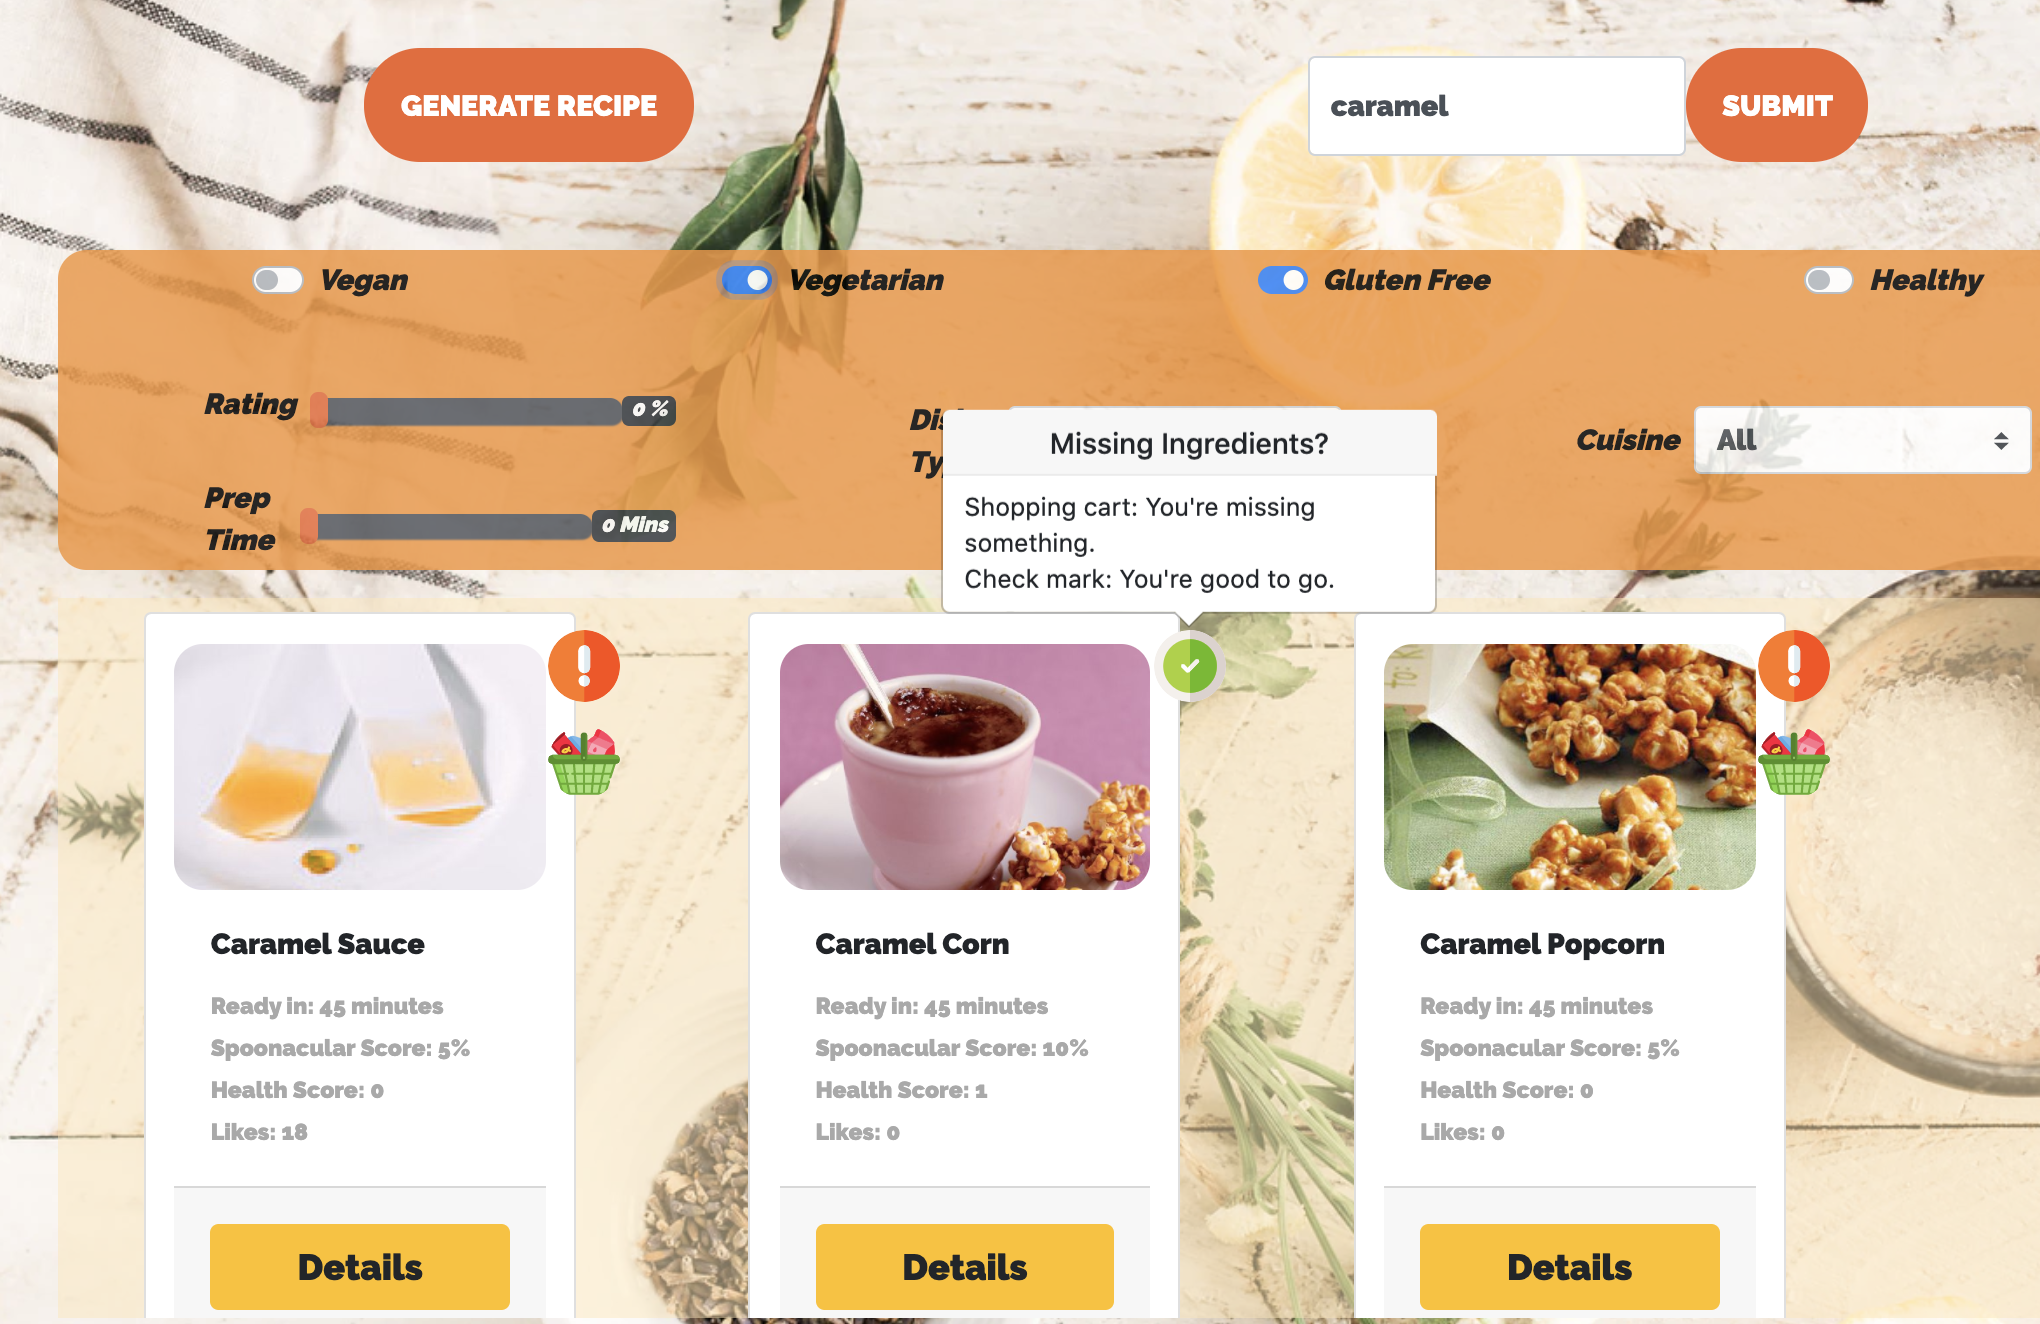 GENERATE RECIPE
caramel
SUBMIT
Vegan
Vegetarian
Gluten Free
Healthy
Rating
0 %
Cuisine
All
Prep
Time
0 Mins
Missing Ingredients?
Shopping cart: You're missing
something.
Check mark: You're good to go.
Caramel Sauce
Ready in: 45 minutes
Spoonacular Score: 5%
Health Score: 0
Likes: 18
Details
Caramel Corn
Ready in: 45 minutes
Spoonacular Score: 10%
Health Score: 1
Likes: 0
Details
Caramel Popcorn
Ready in: 45 minutes
Spoonacular Score: 5%
Health Score: 0
Likes: 0
Details